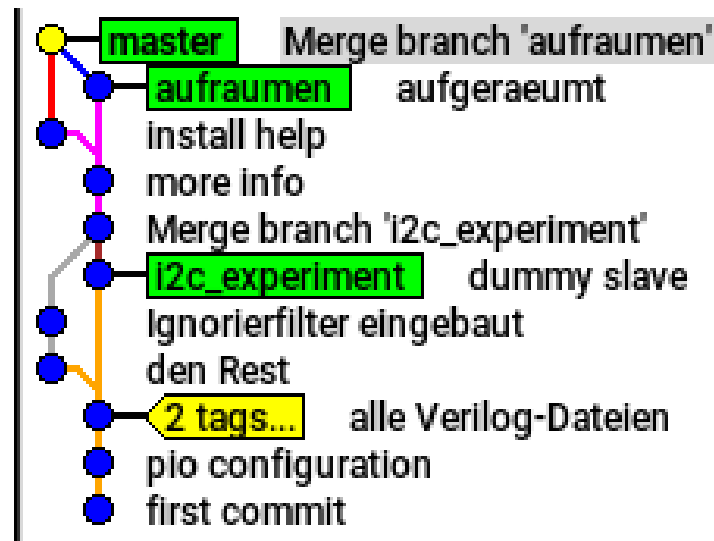 master Merge branch 'aufraumen'
aufraumen aufgeraeumt
install help
more info
Merge branch 'i2c_experiment'
i2c_experiment dummy slave
Ignorierfilter eingebaut
den Rest
2 tags... alle Verilog-Dateien
pio configuration
first commit